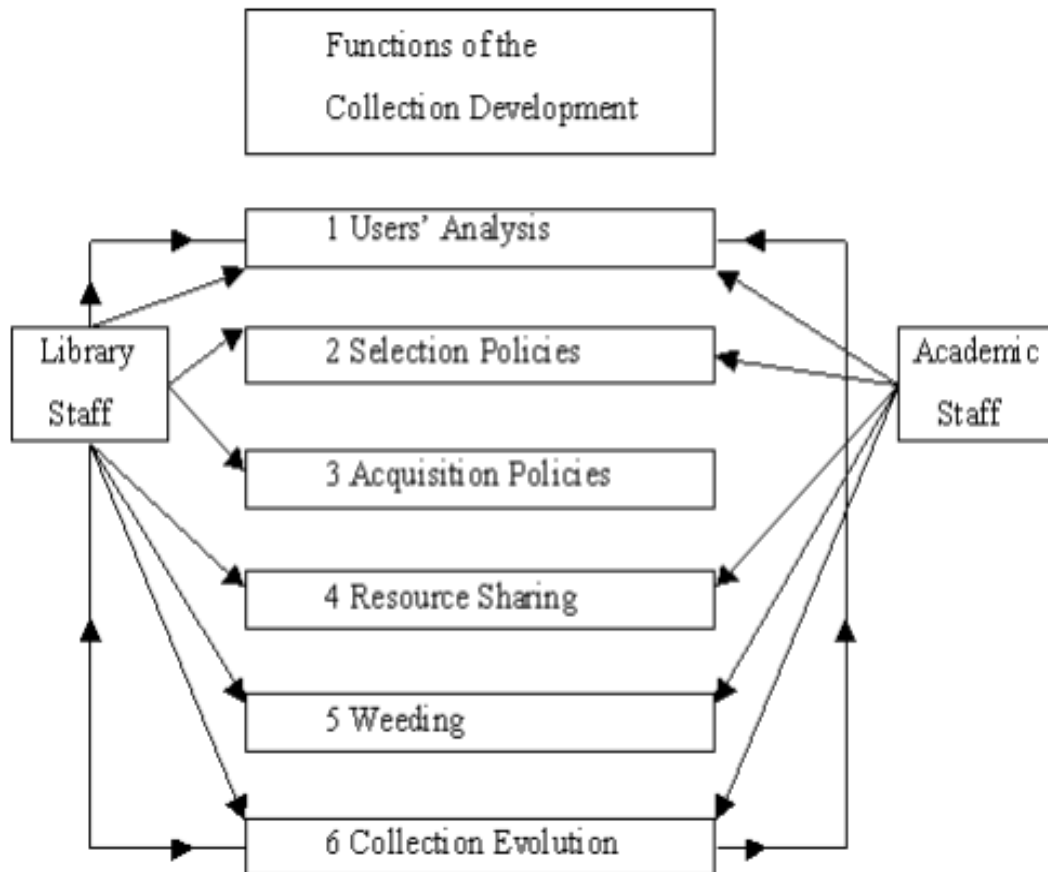 Functions of the
Collection Development
1 Users’ Analysis
Library
Staff
2 Selection Policies
Academic
Staff
3 Acquisition Policies
4 Resource Sharing
5 Weeding
6 Collection Evolution